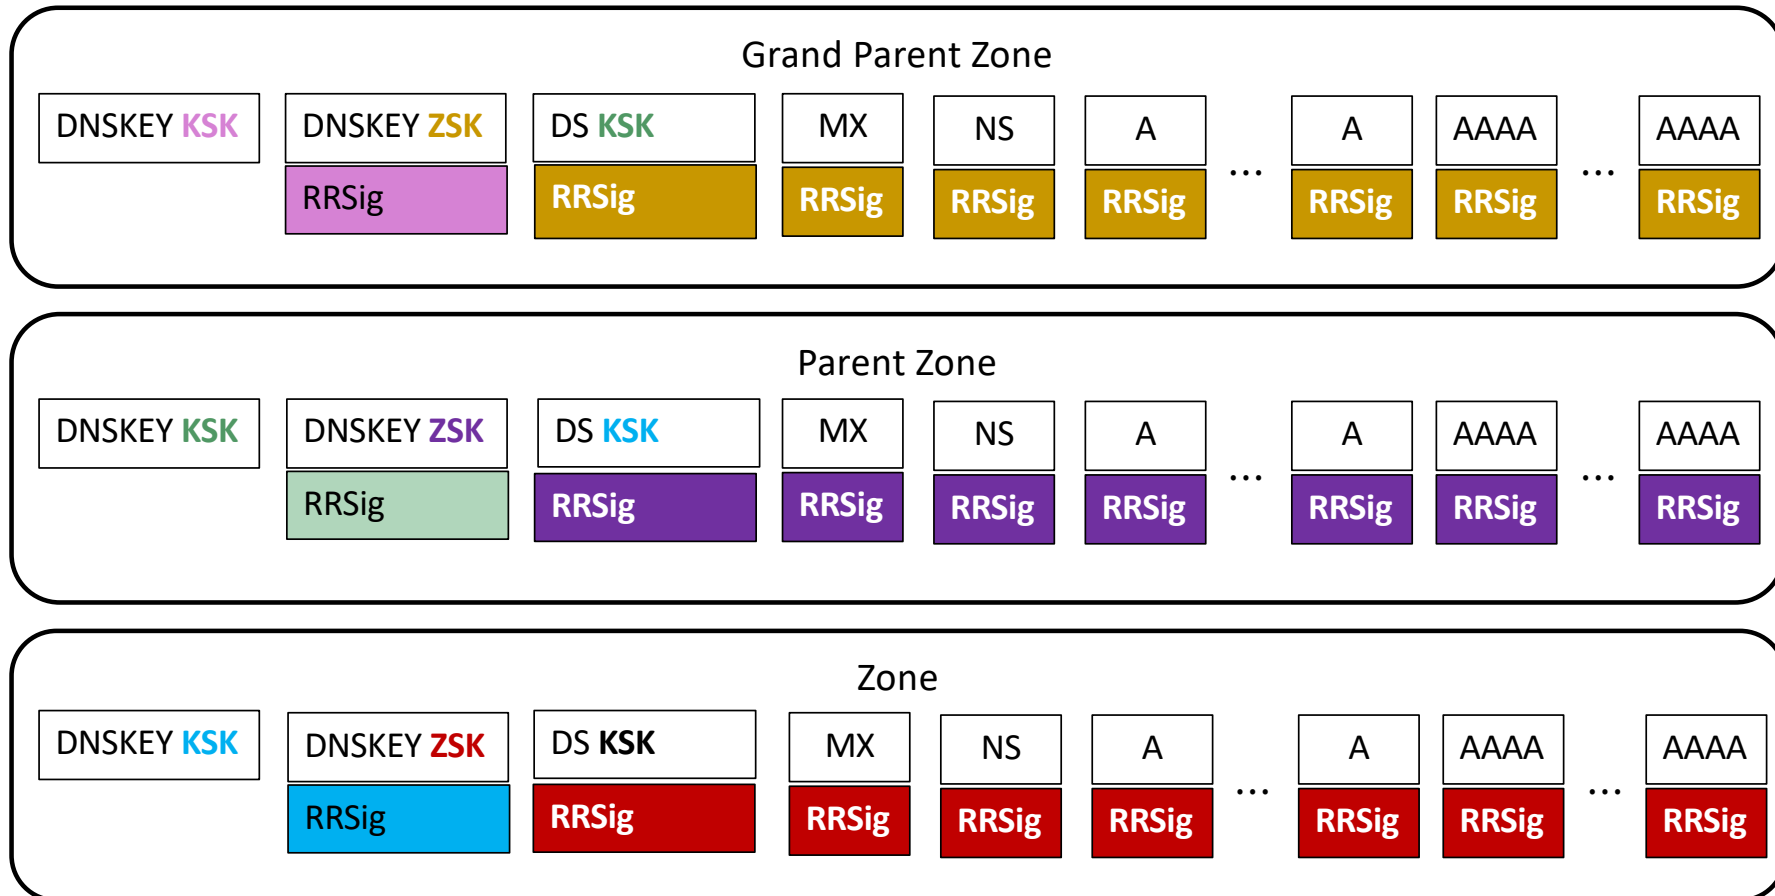 Grand Parent Zone
DNSKEY KSK DNSKEY ZSK DS KSK MX NS A A AAAA AAAA
RRSig RRSig RRSig RRSig RRSig ... RRSig RRSig ... RRSig
Parent Zone
DNSKEY KSK DNSKEY ZSK DS KSK MX NS A A AAAA AAAA
RRSig RRSig RRSig RRSig RRSig ... RRSig RRSig ... RRSig
Zone
DNSKEY KSK DNSKEY ZSK DS KSK MX NS A A AAAA AAAA
RRSig RRSig RRSig RRSig RRSig ... RRSig RRSig ... RRSig